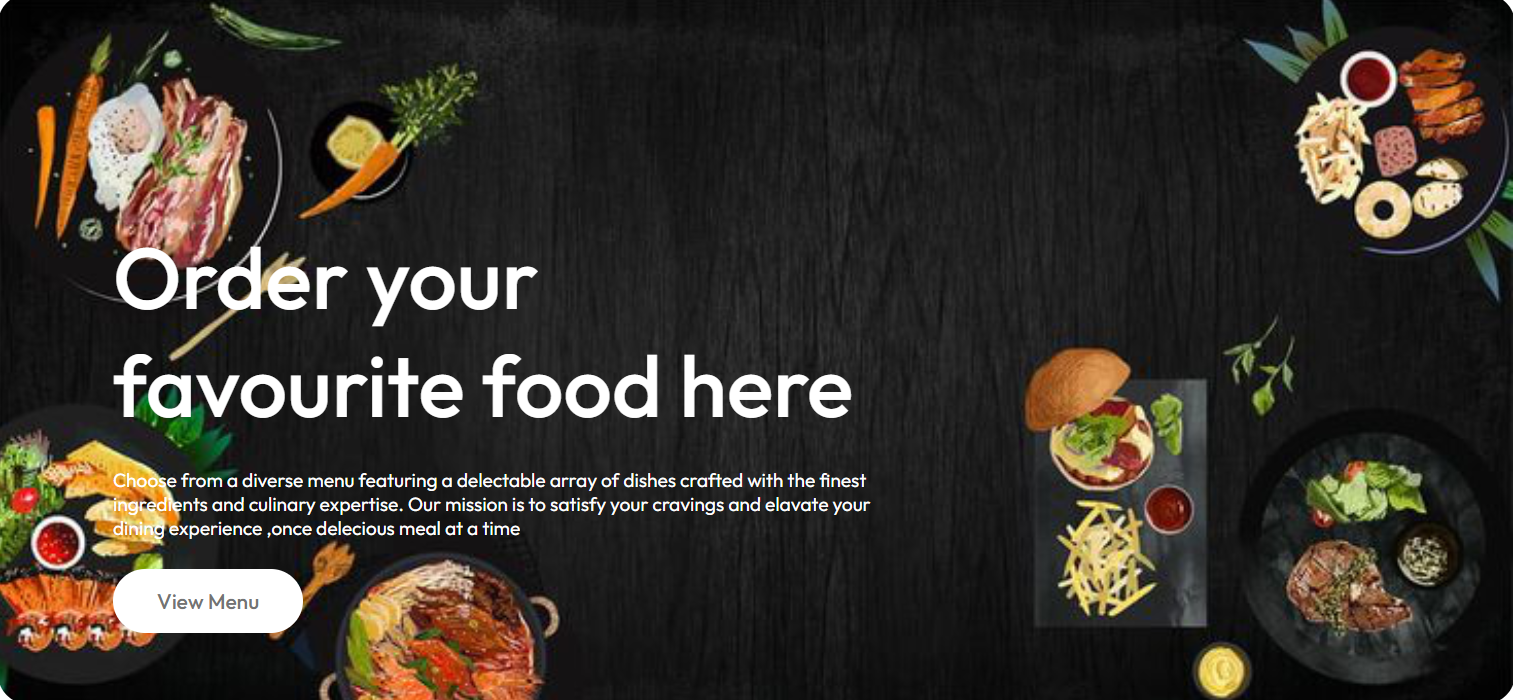 Order your
favourite food here
Choose from a diverse menu featuring a delectable array of dishes crafted with the finest
ingredients and culinary expertise. Our mission is to satisfy your cravings and elavate your
dining experience ,once delecious meal at a time
View Menu